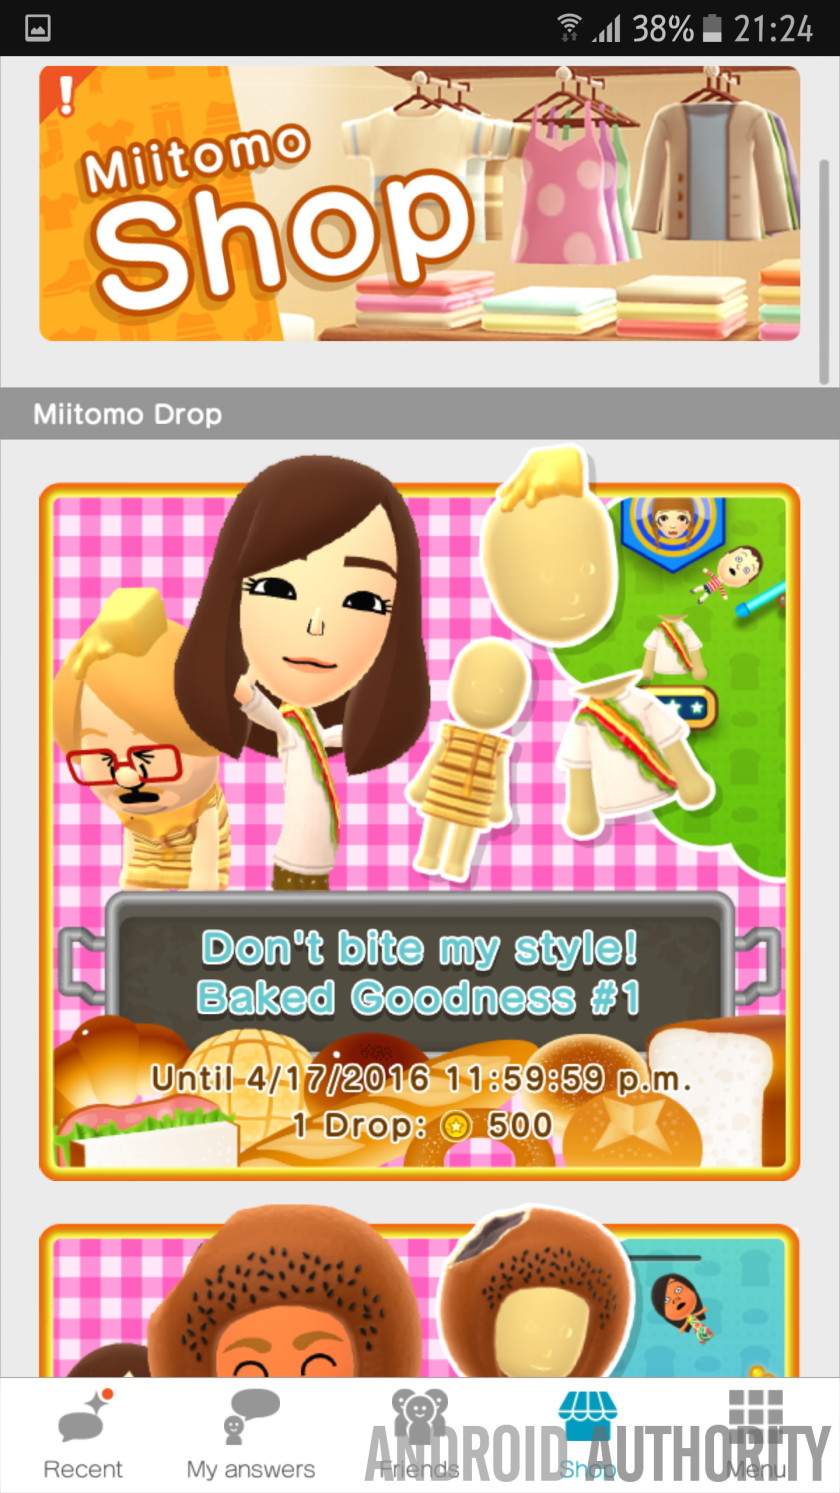 38% 21:24
!
Miitomo
Shop
Miitomo Drop
Don't bite my style!
Baked Goodness #1
Until 4/17/2016 11:59:59 p.m.
1 Drop: 500
Recent My answers Friends Shop Menu
ANDROID AUTHORITY